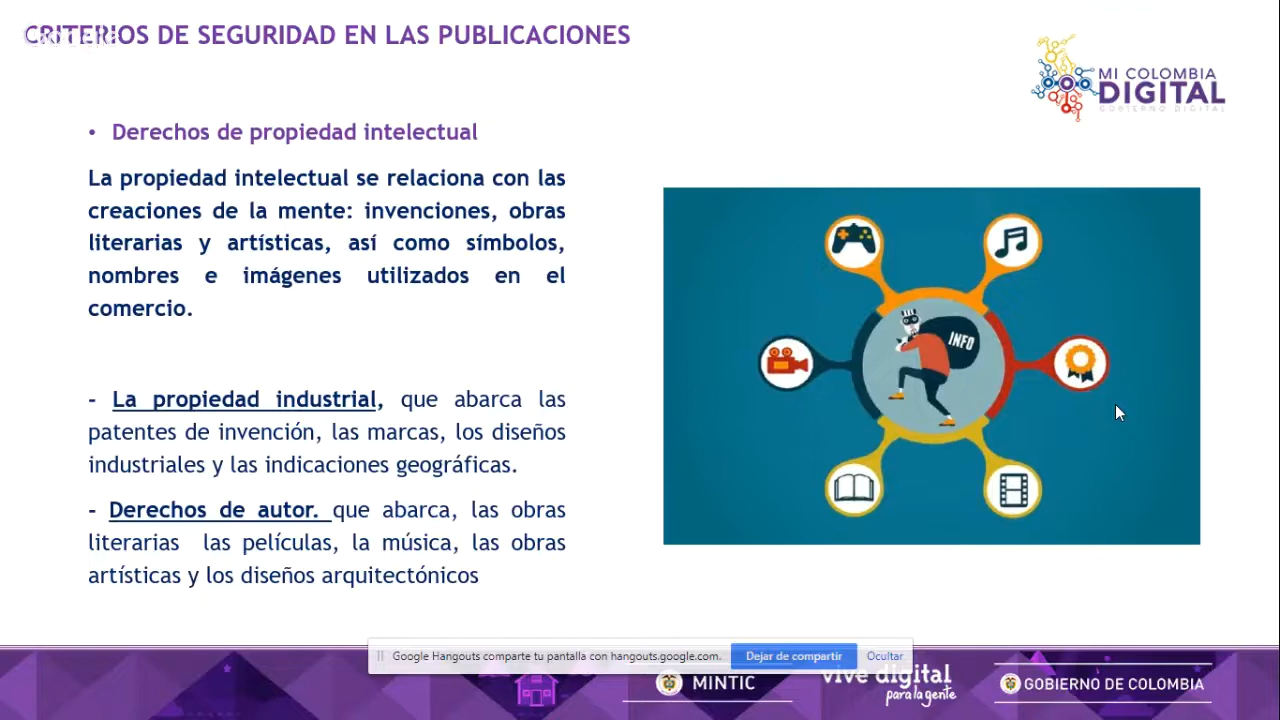 CRITERIOS DE SEGURIDAD EN LAS PUBLICACIONES
MI COLOMBIA
DIGITAL
GOBIERNO DIGITAL
• Derechos de propiedad intelectual
La propiedad intelectual se relaciona con las
creaciones de la mente: invenciones, obras
literarias y artísticas, así como símbolos,
nombres e imágenes utilizados en el
comercio.
- La propiedad industrial, que abarca las
patentes de invención, las marcas, los diseños
industriales y las indicaciones geográficas.
- Derechos de autor. que abarca, las obras
literarias las películas, la música, las obras
artísticas y los diseños arquitectónicos
INFO
Google Hangouts comparte tu pantalla con hangouts.google.com. Dejar de compartir Ocultar
MINTIC
vive digital
para la gente
GOBIERNO DE COLOMBIA